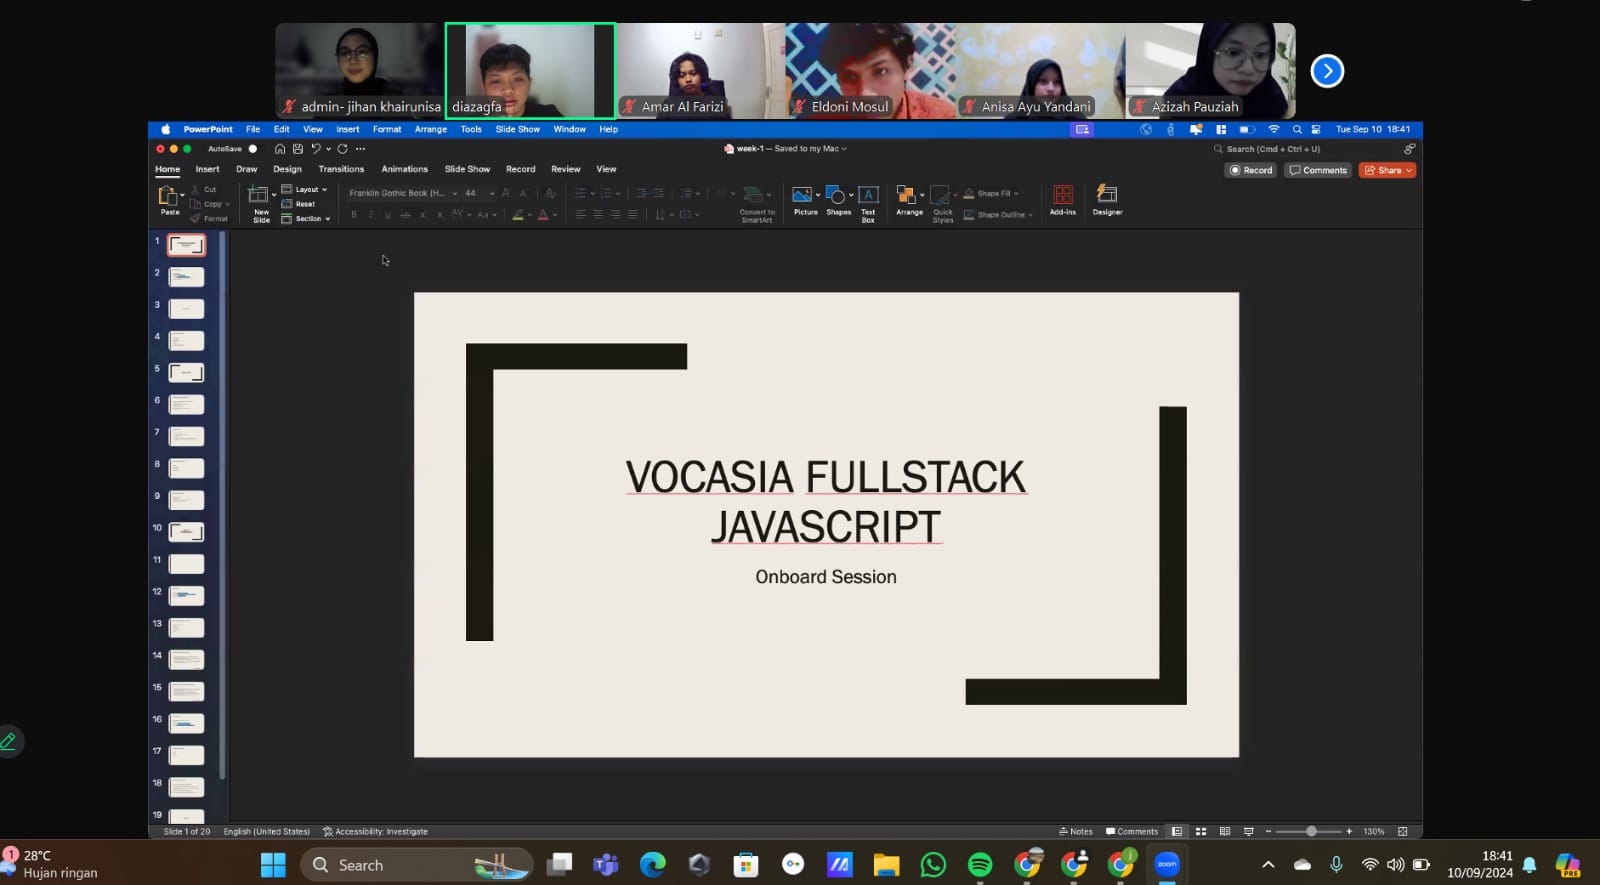 admin- jihan khairunisa
diazagfa
Amar Al Farizi
Eldoni Mosul
Anisa Ayu Yandani
Azizah Pauziah
PowerPoint File Edit View Insert Format Arrange Tools Slide Show Window Help
Tue Sep 10 18:41
AutoSave
week-1 — Saved to my Mac
Search (Cmd + Ctrl + U)
Home Insert Draw Design Transitions Animations Slide Show Record Review View
Record Comments Share
Paste
Cut
Copy
Format
New
Slide
Layout
Reset
Section
Franklin Gothic Book (H... 44
Convert to
SmartArt
Picture
Shapes
Text
Box
Arrange
Quick
Styles
Shape Fill
Shape Outline
Add-ins
Designer
1
2
3
4
5
6
7
8
9
10
11
12
13
14
15
16
17
18
19
VOCASIA FULLSTACK
JAVASCRIPT
Onboard Session
Slide 1 of 20 English (United States) Accessibility: Investigate
Notes Comments 130%
1
28°C
Hujan ringan
Search
zoom
PRE
18:41
10/09/2024